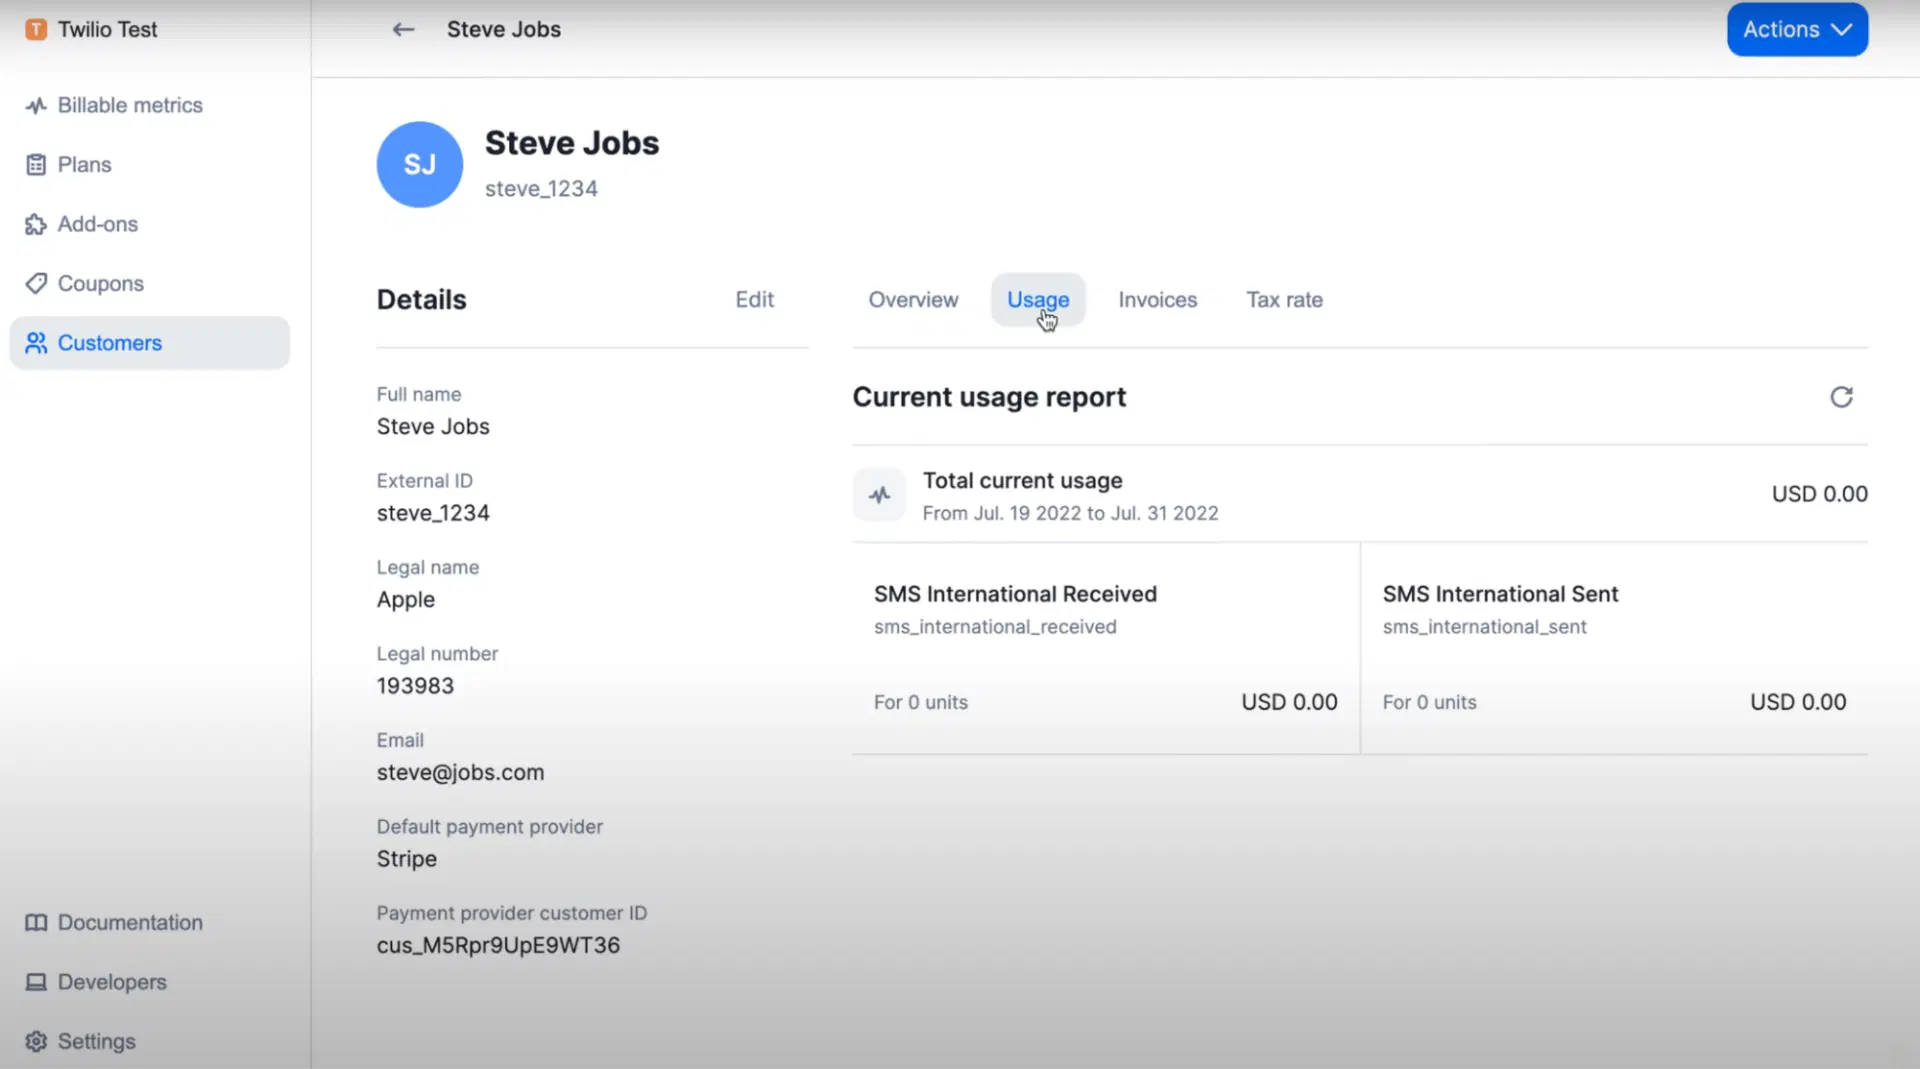 T Twilio Test
Steve Jobs
Actions
Billable metrics
Plans
Add-ons
Coupons
Customers
Documentation
Developers
Settings
SJ
Steve Jobs
steve_1234
Details
Edit
Full name
Steve Jobs
External ID
steve_1234
Legal name
Apple
Legal number
193983
Email
steve@jobs.com
Default payment provider
Stripe
Payment provider customer ID
cus_M5Rpr9UpE9WT36
Overview
Usage
Invoices
Tax rate
Current usage report
Total current usage
From Jul. 19 2022 to Jul. 31 2022
USD 0.00
SMS International Received
sms_international_received
For 0 units
USD 0.00
SMS International Sent
sms_international_sent
For 0 units
USD 0.00